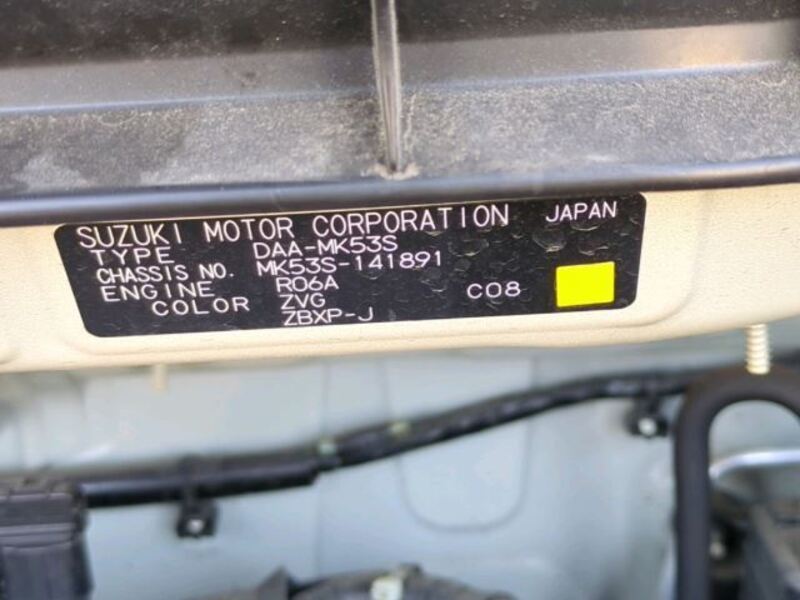 SUZUKI MOTOR CORPORATION JAPAN
TYPE DAA-MK53S
CHASSIS NO. MK53S-141891
ENGINE R06A C08
COLOR ZVG
ZBXP-J